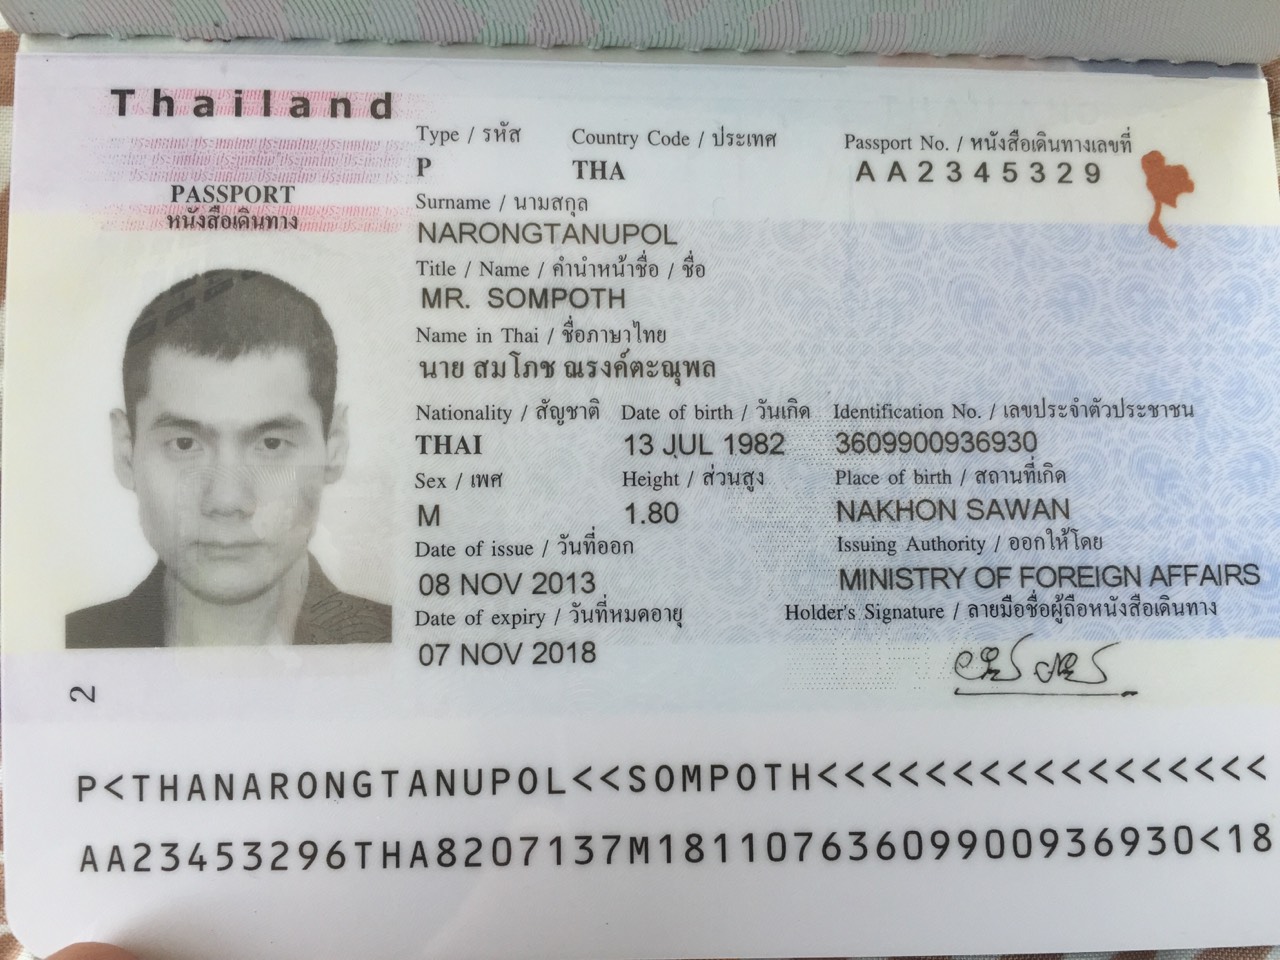 Thailand
PASSPORT
หนังสือเดินทาง
Type / รหัส Country Code / ประเทศ Passport No. / หนังสือเดินทางเลขที่
P THA AA2345329
Surname / นามสกุล
NARONGTANUPOL
Title / Name / คำนำหน้าชื่อ / ชื่อ
MR. SOMPOTH
Name in Thai / ชื่อภาษาไทย
นาย สมโภช ณรงค์ตะณุพล
Nationality / สัญชาติ Date of birth / วันเกิด Identification No. / เลขประจำตัวประชาชน
THAI 13 JUL 1982 3609900936930
Sex / เพศ Height / ส่วนสูง Place of birth / สถานที่เกิด
M 1.80 NAKHON SAWAN
Date of issue / วันที่ออก Issuing Authority / ออกให้โดย
08 NOV 2013 MINISTRY OF FOREIGN AFFAIRS
Date of expiry / วันที่หมดอายุ Holder's Signature / ลายมือชื่อผู้ถือหนังสือเดินทาง
07 NOV 2018
2
P<THANARONGTANUPOL<<SOMPOTH<<<<<<<<<<<<<<<<<
AA23453296THA8207137M18110763609900936930<18